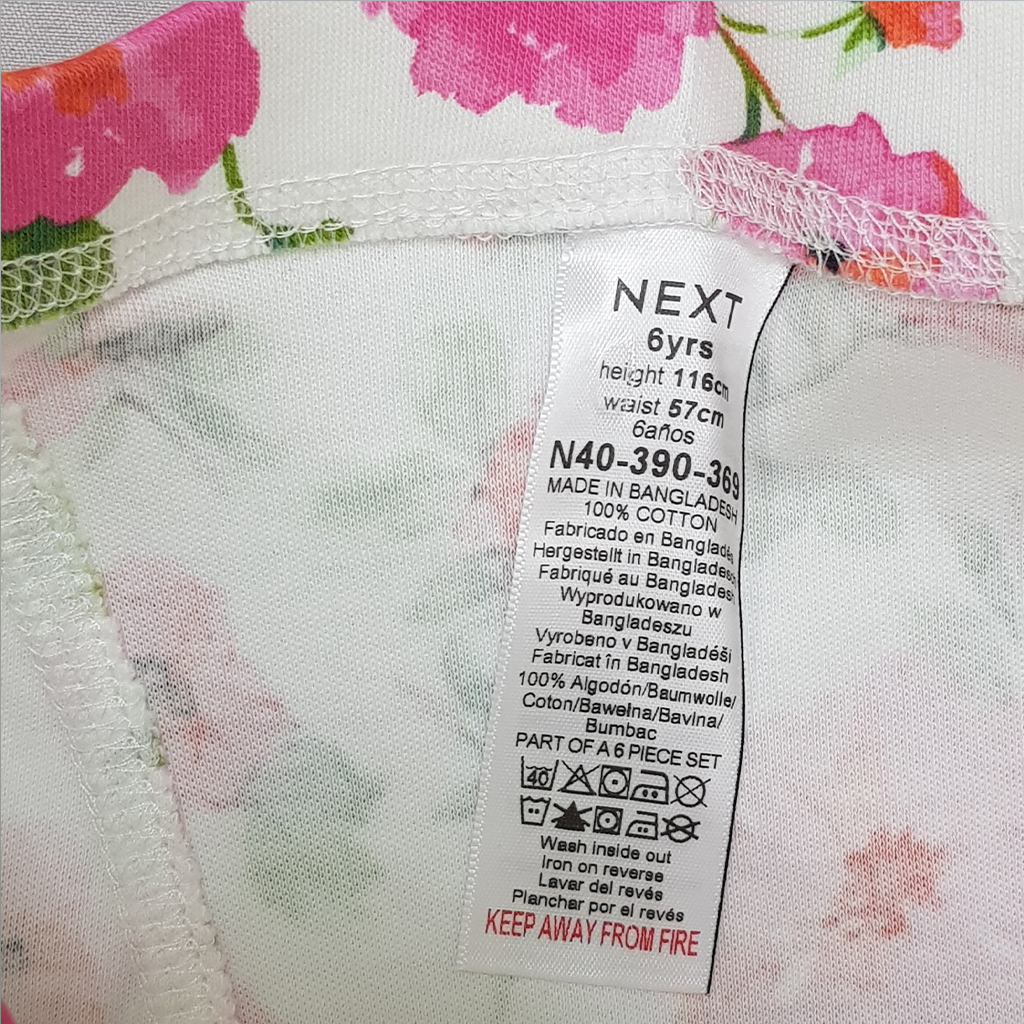 NEXT
6yrs
height 116cm
waist 57cm
6años
N40-390-369
MADE IN BANGLADESH
100% COTTON
Fabricado en Bangladés
Hergestellt in Bangladesch
Fabriqué au Bangladesh
Wyprodukowano w
Bangladeszu
Vyrobeno v Bangladéši
Fabricat în Bangladesh
100% Algodón/Baumwolle/
Coton/Bawełna/Bavlna/
Bumbac
PART OF A 6 PIECE SET
40
Wash inside out
Iron on reverse
Lavar del revés
Planchar por el revés
KEEP AWAY FROM FIRE